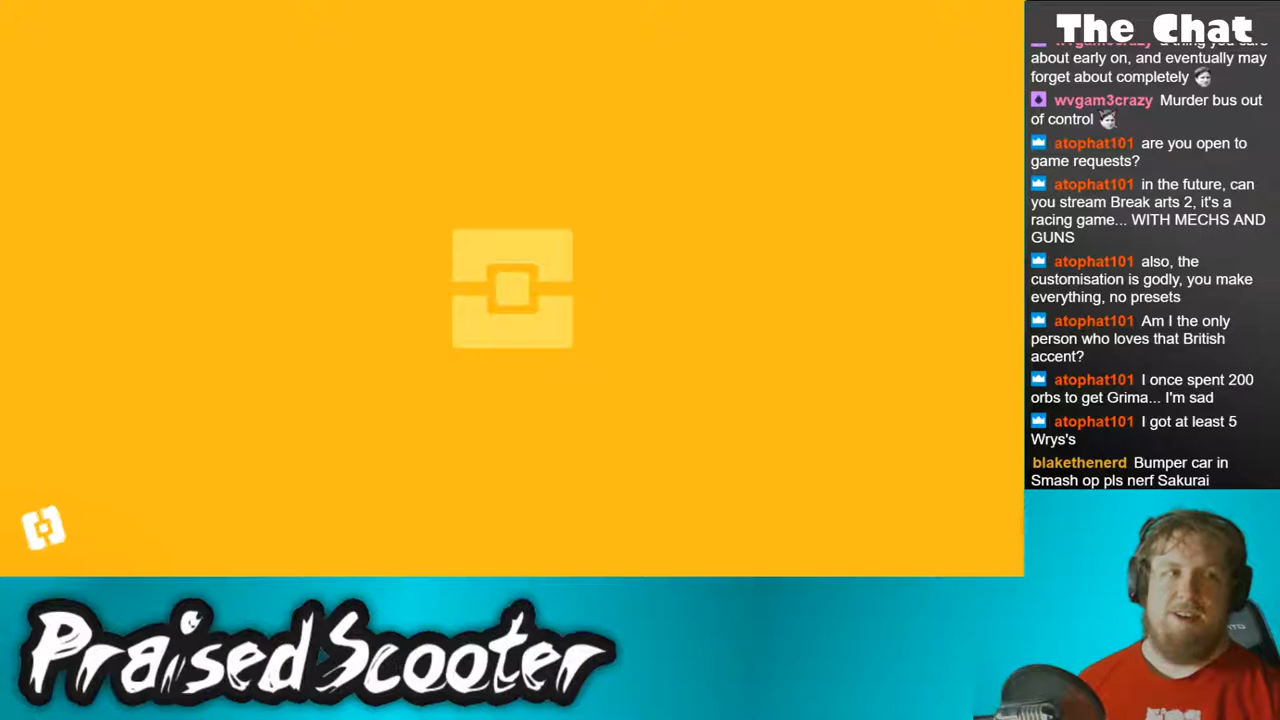 The Chat
about early on, and eventually may
forget about completely
wvgam3crazy Murder bus out
of control
atophat101 are you open to
game requests?
atophat101 in the future, can
you stream Break arts 2, it's a
racing game... WITH MECHS AND
GUNS
atophat101 also, the
customisation is godly, you make
everything, no presets
atophat101 Am I the only
person who loves that British
accent?
atophat101 I once spent 200
orbs to get Grima... I'm sad
atophat101 I got at least 5
Wrys's
blakethenerd Bumper car in
Smash op pls nerf Sakurai
PraisedScooter